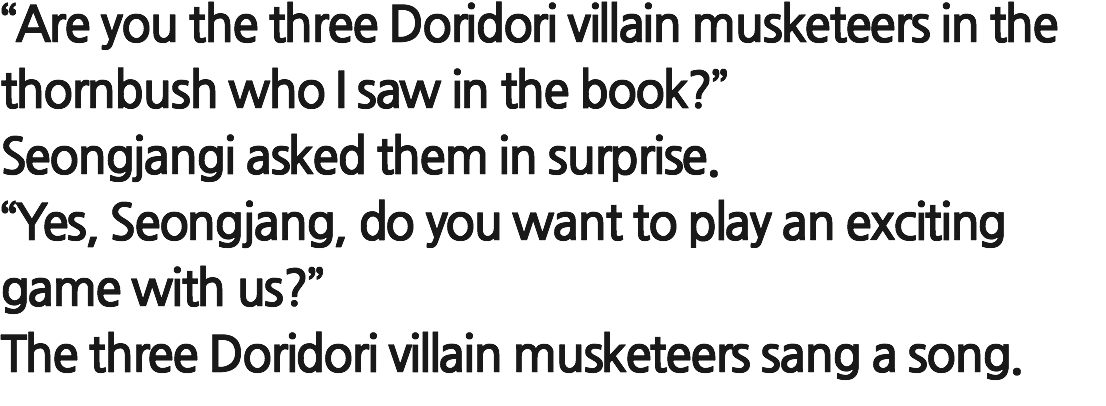 “Are you the three Doridori villain musketeers in the
thornbush who I saw in the book?”
Seongjangi asked them in surprise.
“Yes, Seongjang, do you want to play an exciting
game with us?”
The three Doridori villain musketeers sang a song.